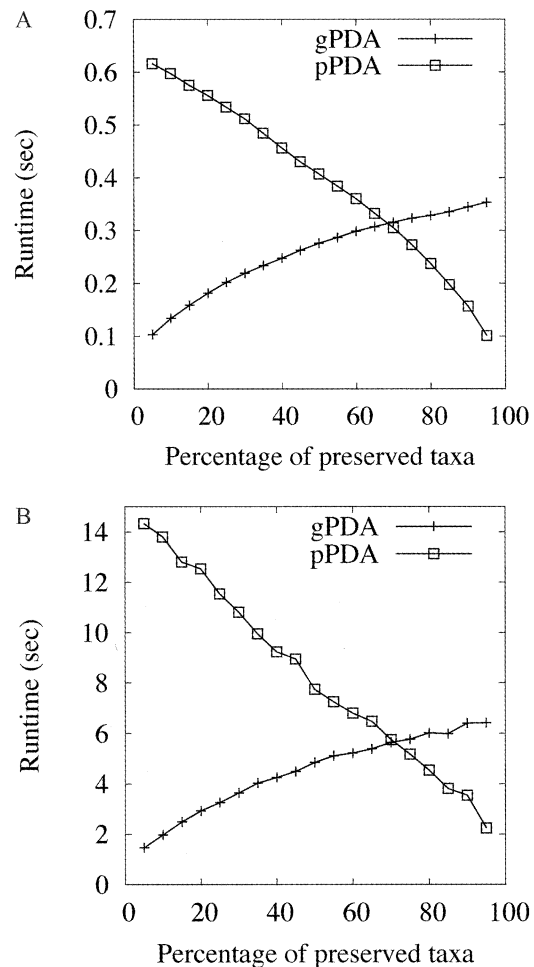 A
0.7
gPDA
pPDA
0.6
0.5
0.4
0.3
0.2
0.1
0
Runtime (sec)
0 20 40 60 80 100
Percentage of preserved taxa
B
14
gPDA
pPDA
12
10
8
6
4
2
0
Runtime (sec)
0 20 40 60 80 100
Percentage of preserved taxa